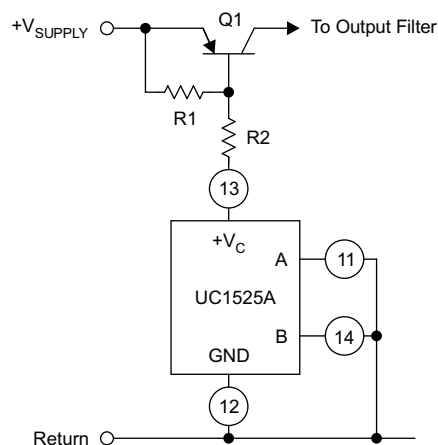 +VSUPPLY
Q1
To Output Filter
R1
R2
13
+VC
A
11
UC1525A
B
14
GND
12
Return